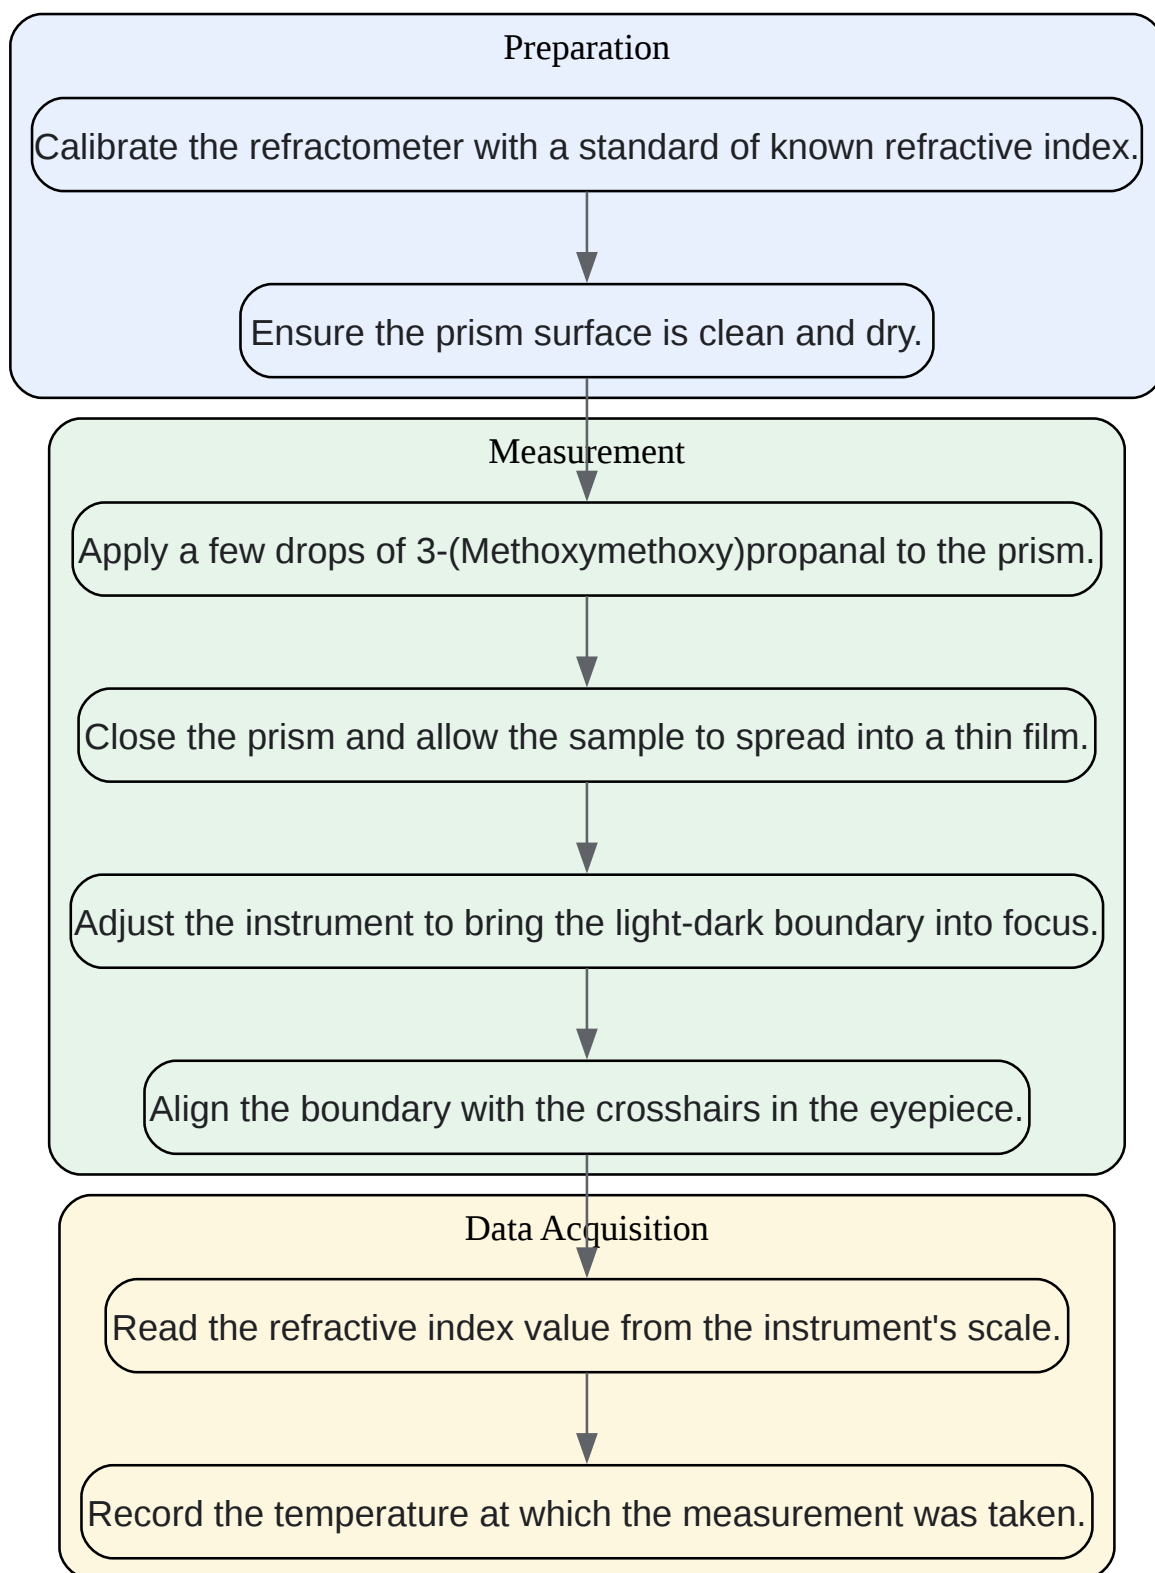 Preparation
Calibrate the refractometer with a standard of known refractive index.
Ensure the prism surface is clean and dry.
Measurement
Apply a few drops of 3-(Methoxymethoxy)propanal to the prism.
Close the prism and allow the sample to spread into a thin film.
Adjust the instrument to bring the light-dark boundary into focus.
Align the boundary with the crosshairs in the eyepiece.
Data Acquisition
Read the refractive index value from the instrument's scale.
Record the temperature at which the measurement was taken.